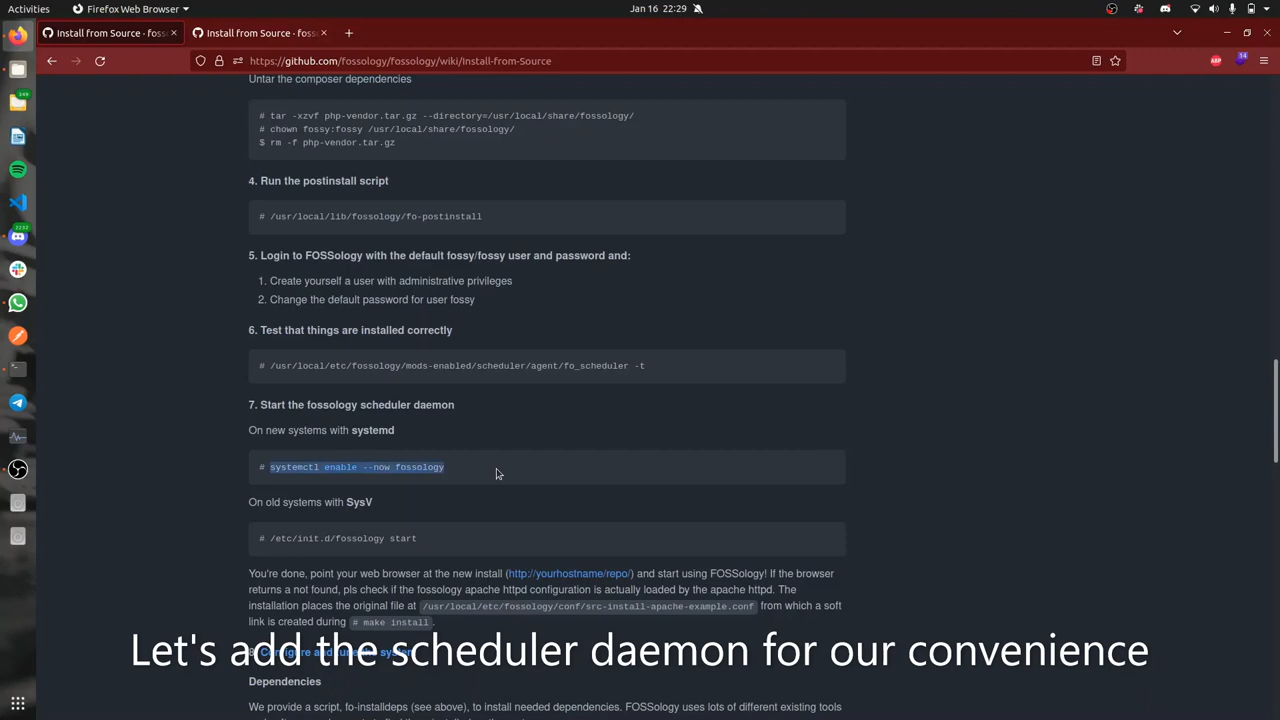 Activities
Firefox Web Browser
Jan 16 22:29
Install from Source · foss
Install from Source · foss
https://github.com/fossology/fossology/wiki/Install-from-Source
ABP
14
349
2232
Untar the composer dependencies
# tar -xzvf php-vendor.tar.gz --directory=/usr/local/share/fossology/
# chown fossy:fossy /usr/local/share/fossology/
$ rm -f php-vendor.tar.gz
4. Run the postinstall script
# /usr/local/lib/fossology/fo-postinstall
5. Login to FOSSology with the default fossy/fossy user and password and:
1. Create yourself a user with administrative privileges
2. Change the default password for user fossy
6. Test that things are installed correctly
# /usr/local/etc/fossology/mods-enabled/scheduler/agent/fo_scheduler -t
7. Start the fossology scheduler daemon
On new systems with systemd
# systemctl enable --now fossology
On old systems with SysV
# /etc/init.d/fossology start
You're done, point your web browser at the new install (http://yourhostname/repo/) and start using FOSSology! If the browser
returns a not found, pls check if the fossology apache httpd configuration is actually loaded by the apache httpd. The
installation places the original file at /usr/local/etc/fossology/conf/src-install-apache-example.conf from which a soft
link is created during # make install .
Let's add the scheduler daemon for our convenience
Dependencies
We provide a script, fo-installdeps (see above), to install needed dependencies. FOSSology uses lots of different existing tools